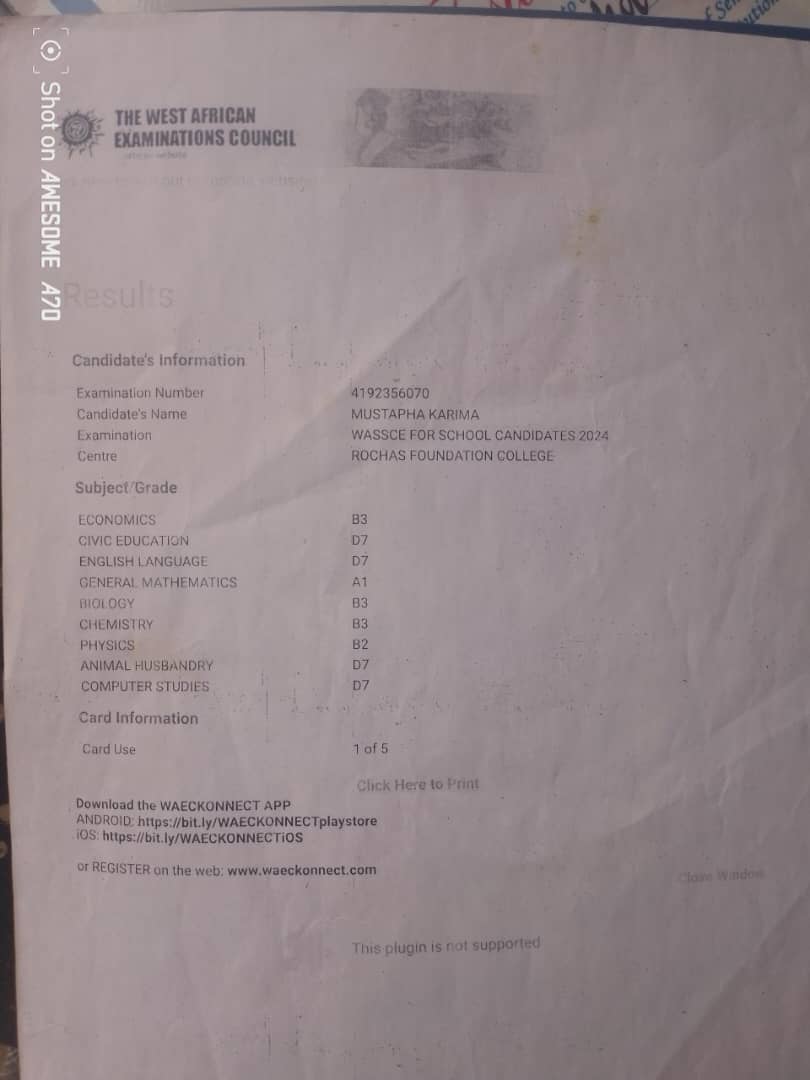 THE WEST AFRICAN
EXAMINATIONS COUNCIL
Shot on AWESOME A70
Results
Candidate's Information
Examination Number 4192356070
Candidate's Name MUSTAPHA KARIMA
Examination WASSCE FOR SCHOOL CANDIDATES 2024
Centre ROCHAS FOUNDATION COLLEGE
Subject/Grade
ECONOMICS B3
CIVIC EDUCATION D7
ENGLISH LANGUAGE D7
GENERAL MATHEMATICS A1
BIOLOGY B3
CHEMISTRY B3
PHYSICS B2
ANIMAL HUSBANDRY D7
COMPUTER STUDIES D7
Card Information
Card Use 1 of 5
Click Here to Print
Download the WAECKONNECT APP
ANDROID: https://bit.ly/WAECKONNECTplaystore
iOS: https://bit.ly/WAECKONNECTiOS
or REGISTER on the web: www.waeckonnect.com
Close Window
This plugin is not supported